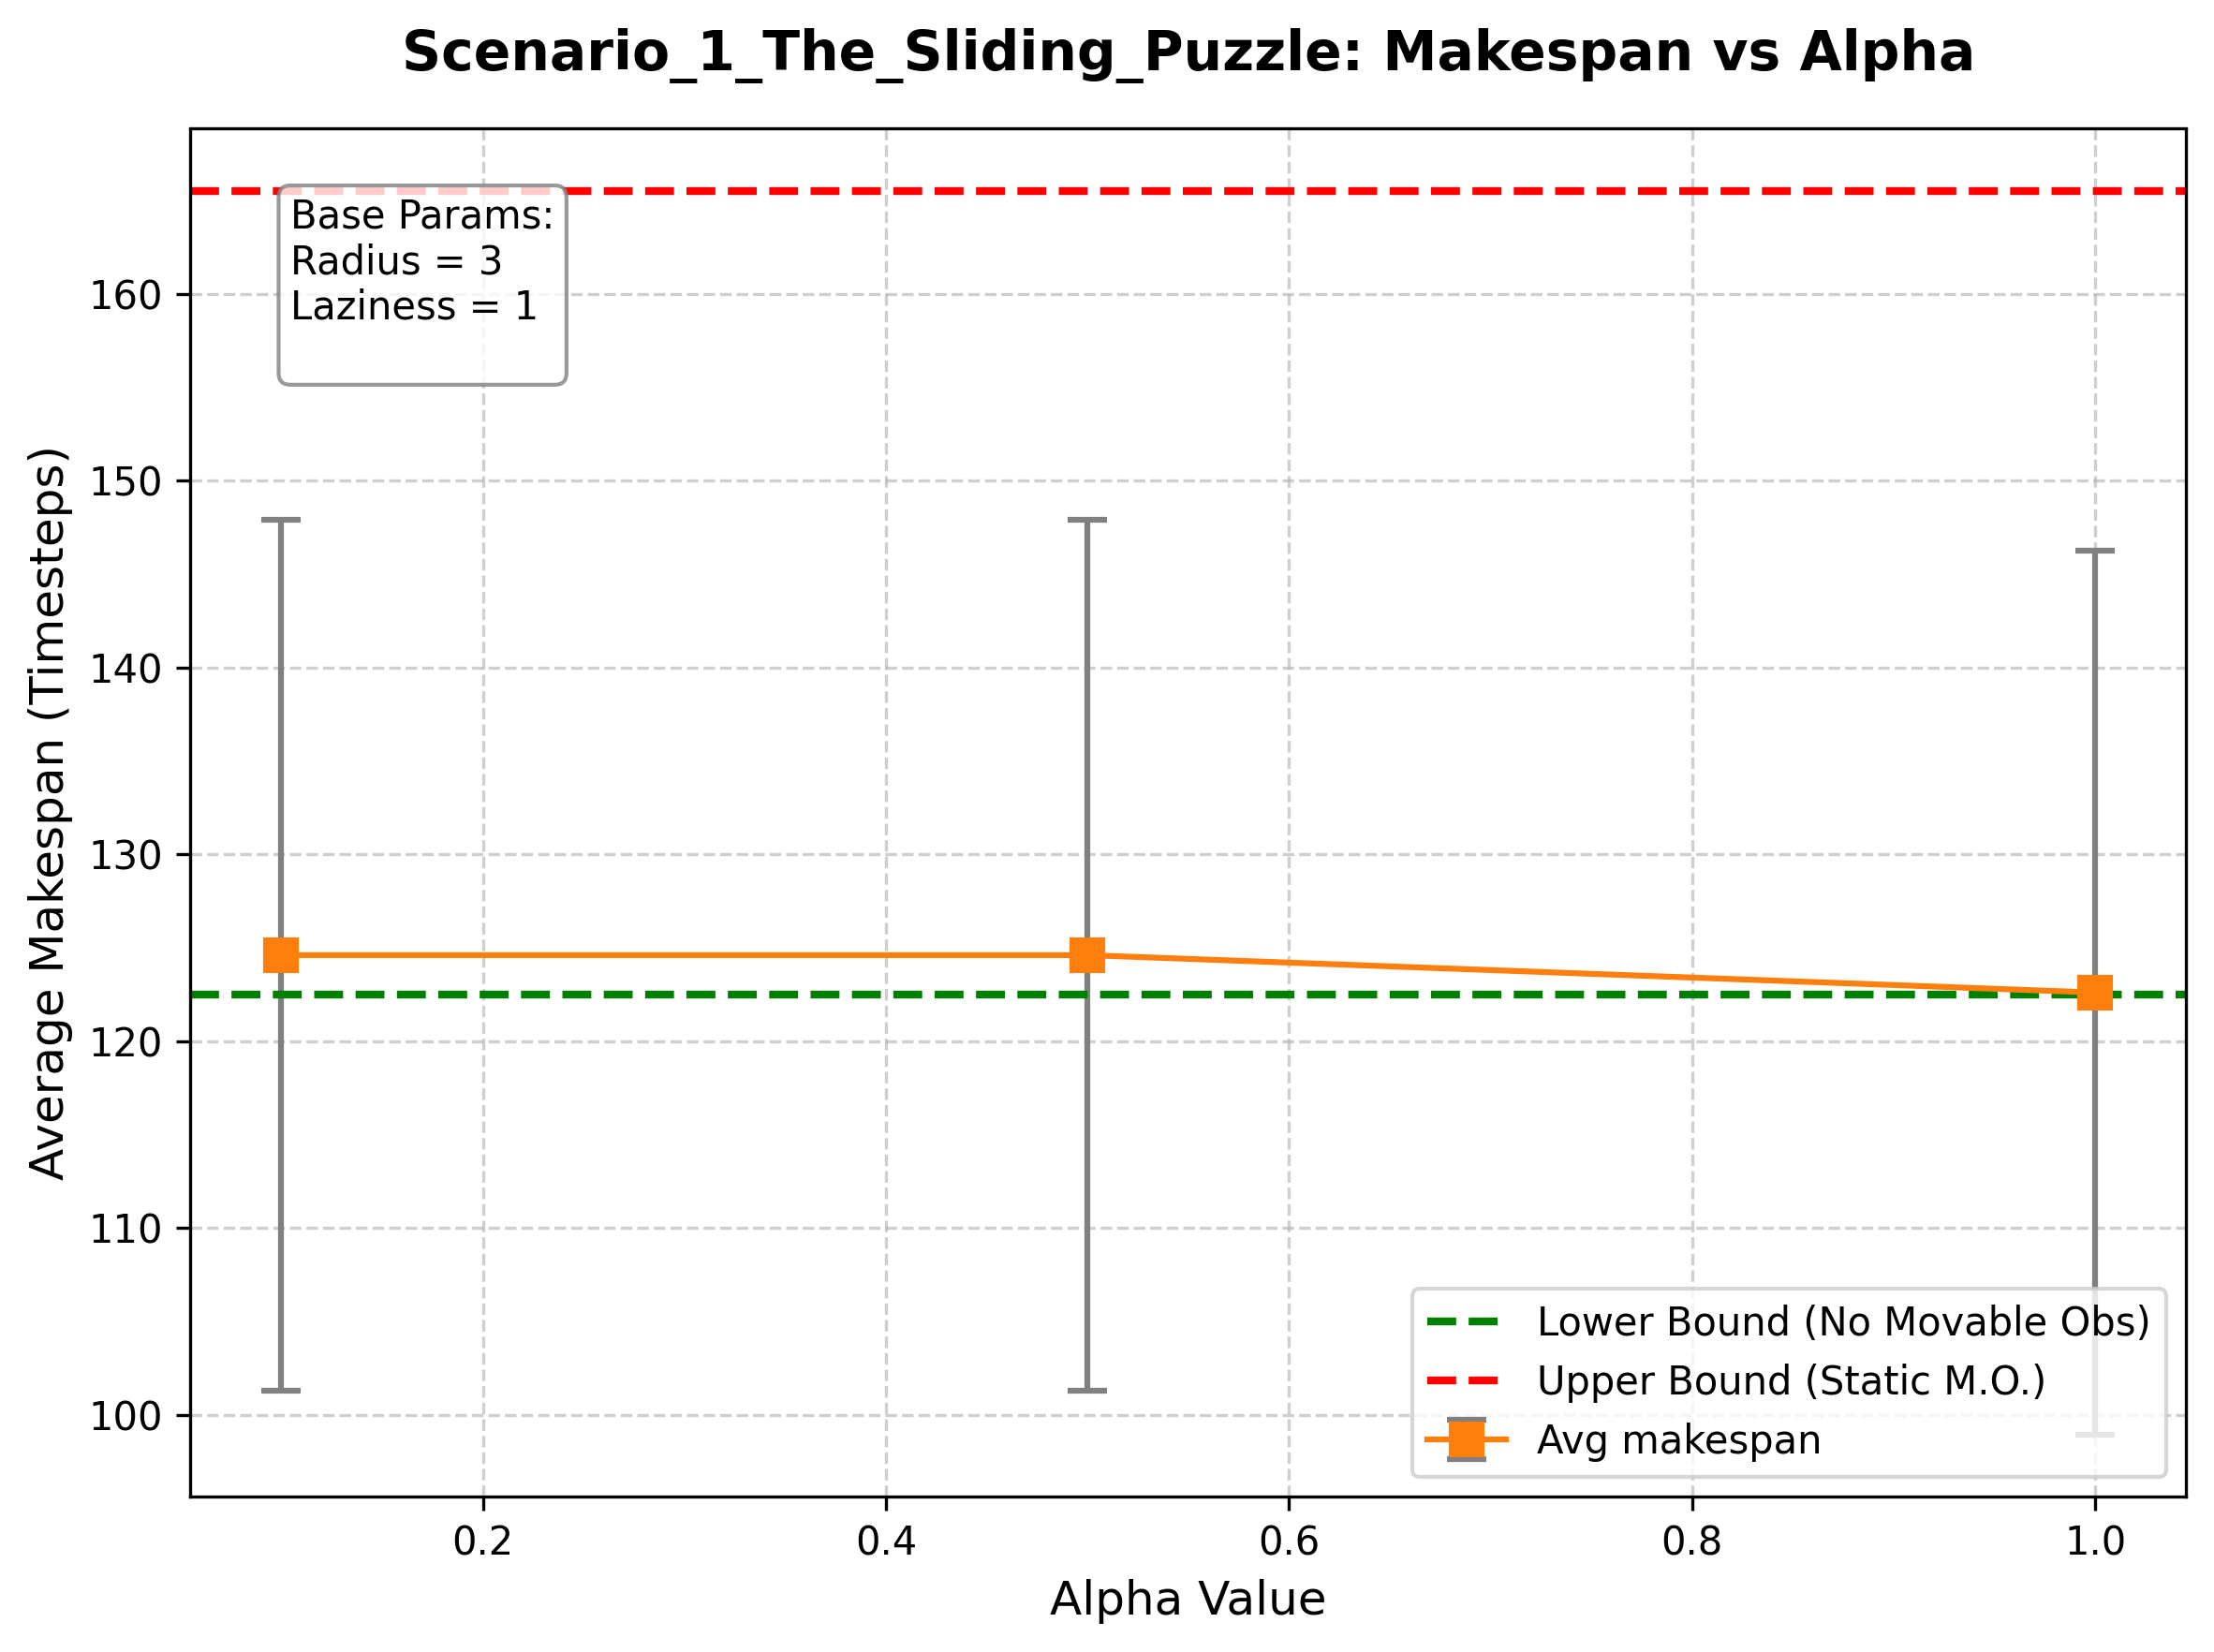 Scenario_1_The_Sliding_Puzzle: Makespan vs Alpha
Base Params:
Radius = 3
Laziness = 1
Average Makespan (Timesteps)
160
150
140
130
120
110
100
Lower Bound (No Movable Obs)
Upper Bound (Static M.O.)
Avg makespan
0.2
0.4
0.6
0.8
1.0
Alpha Value